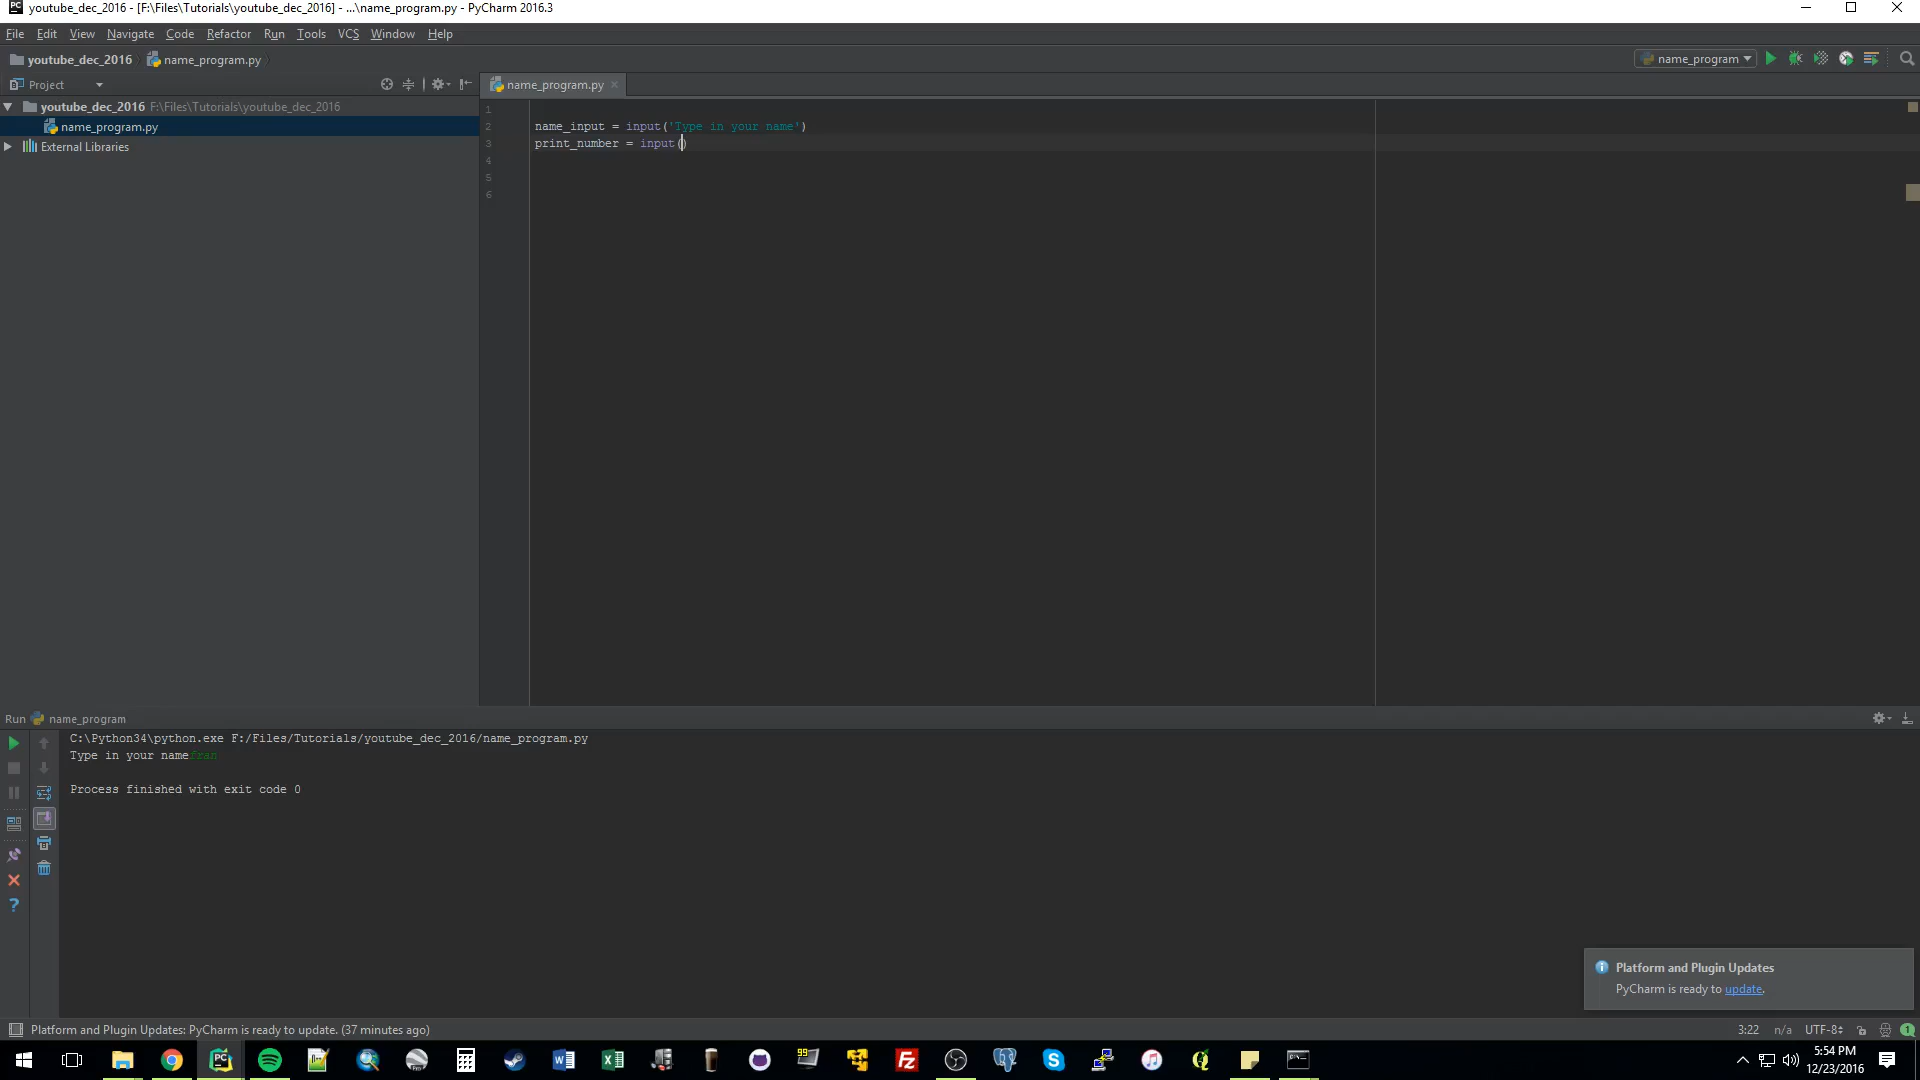 youtube_dec_2016 - [F:\Files\Tutorials\youtube_dec_2016] - ...\name_program.py - PyCharm 2016.3
File Edit View Navigate Code Refactor Run Tools VCS Window Help
youtube_dec_2016 name_program.py
name_program
Project
name_program.py
youtube_dec_2016 F:\Files\Tutorials\youtube_dec_2016
name_program.py
External Libraries
1
2 name_input = input('Type in your name')
3 print_number = input()
4
5
6
Run name_program
C:\Python34\python.exe F:/Files/Tutorials/youtube_dec_2016/name_program.py
Type in your namefran
Process finished with exit code 0
Platform and Plugin Updates
PyCharm is ready to update.
Platform and Plugin Updates: PyCharm is ready to update. (37 minutes ago)
3:22 n/a UTF-8 1
5:54 PM
12/23/2016